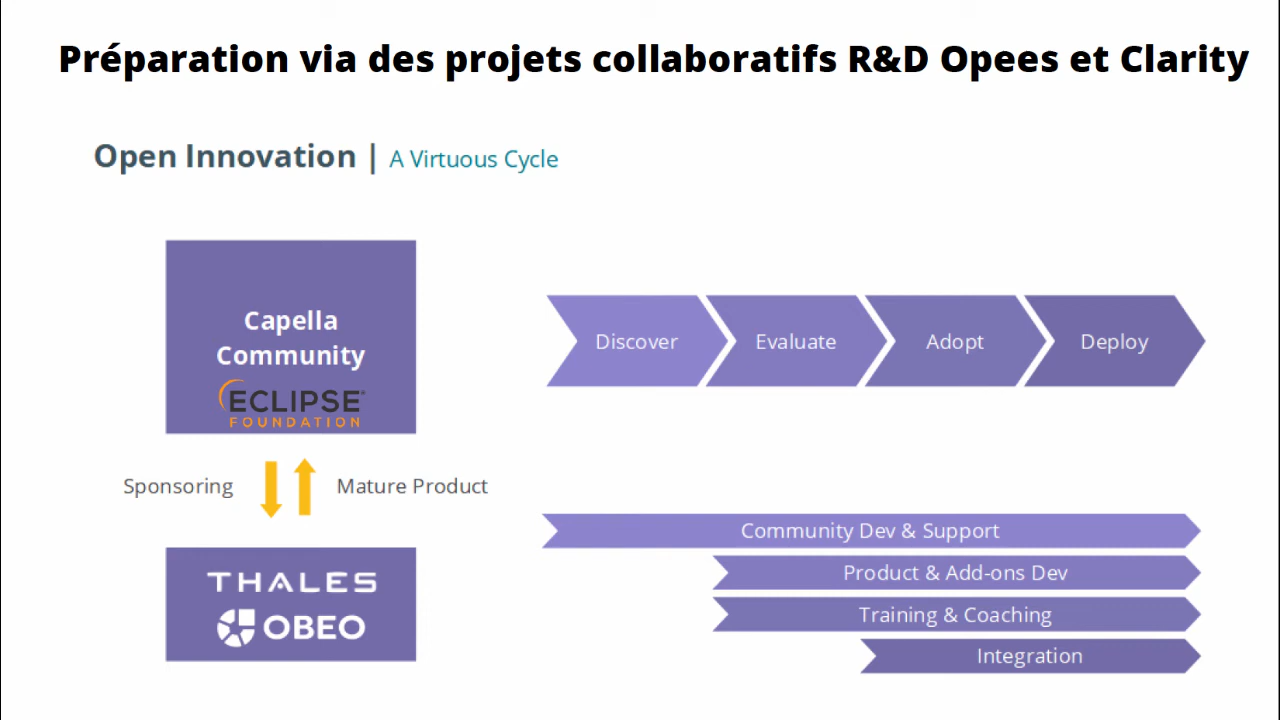 Préparation via des projets collaboratifs R&D Opees et Clarity
Open Innovation | A Virtuous Cycle
Capella
Community
ECLIPSE
FOUNDATION
Discover
Evaluate
Adopt
Deploy
Sponsoring
Mature Product
THALES
OBEO
Community Dev & Support
Product & Add-ons Dev
Training & Coaching
Integration